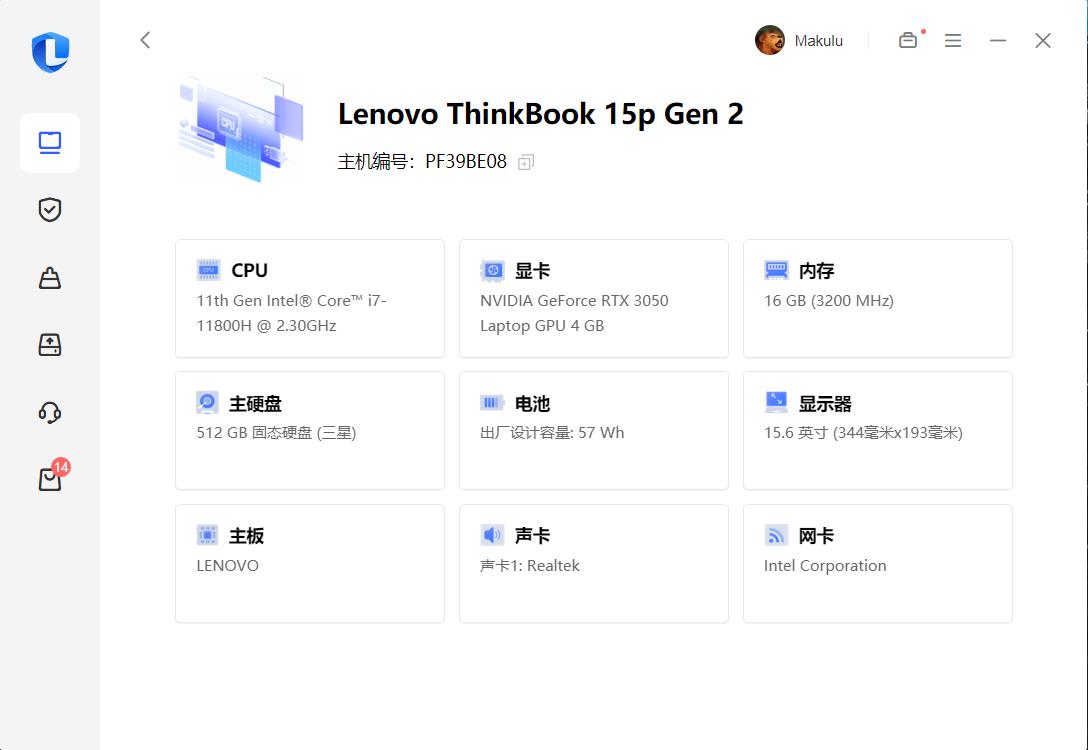 Makulu
Lenovo ThinkBook 15p Gen 2
主机编号：PF39BE08
CPU
CPU
11th Gen Intel® Core™ i7-
11800H @ 2.30GHz
显卡
NVIDIA GeForce RTX 3050
Laptop GPU 4 GB
内存
16 GB (3200 MHz)
主硬盘
512 GB 固态硬盘 (三星)
电池
出厂设计容量: 57 Wh
显示器
15.6 英寸 (344毫米x193毫米)
14
主板
LENOVO
声卡
声卡1: Realtek
网卡
Intel Corporation